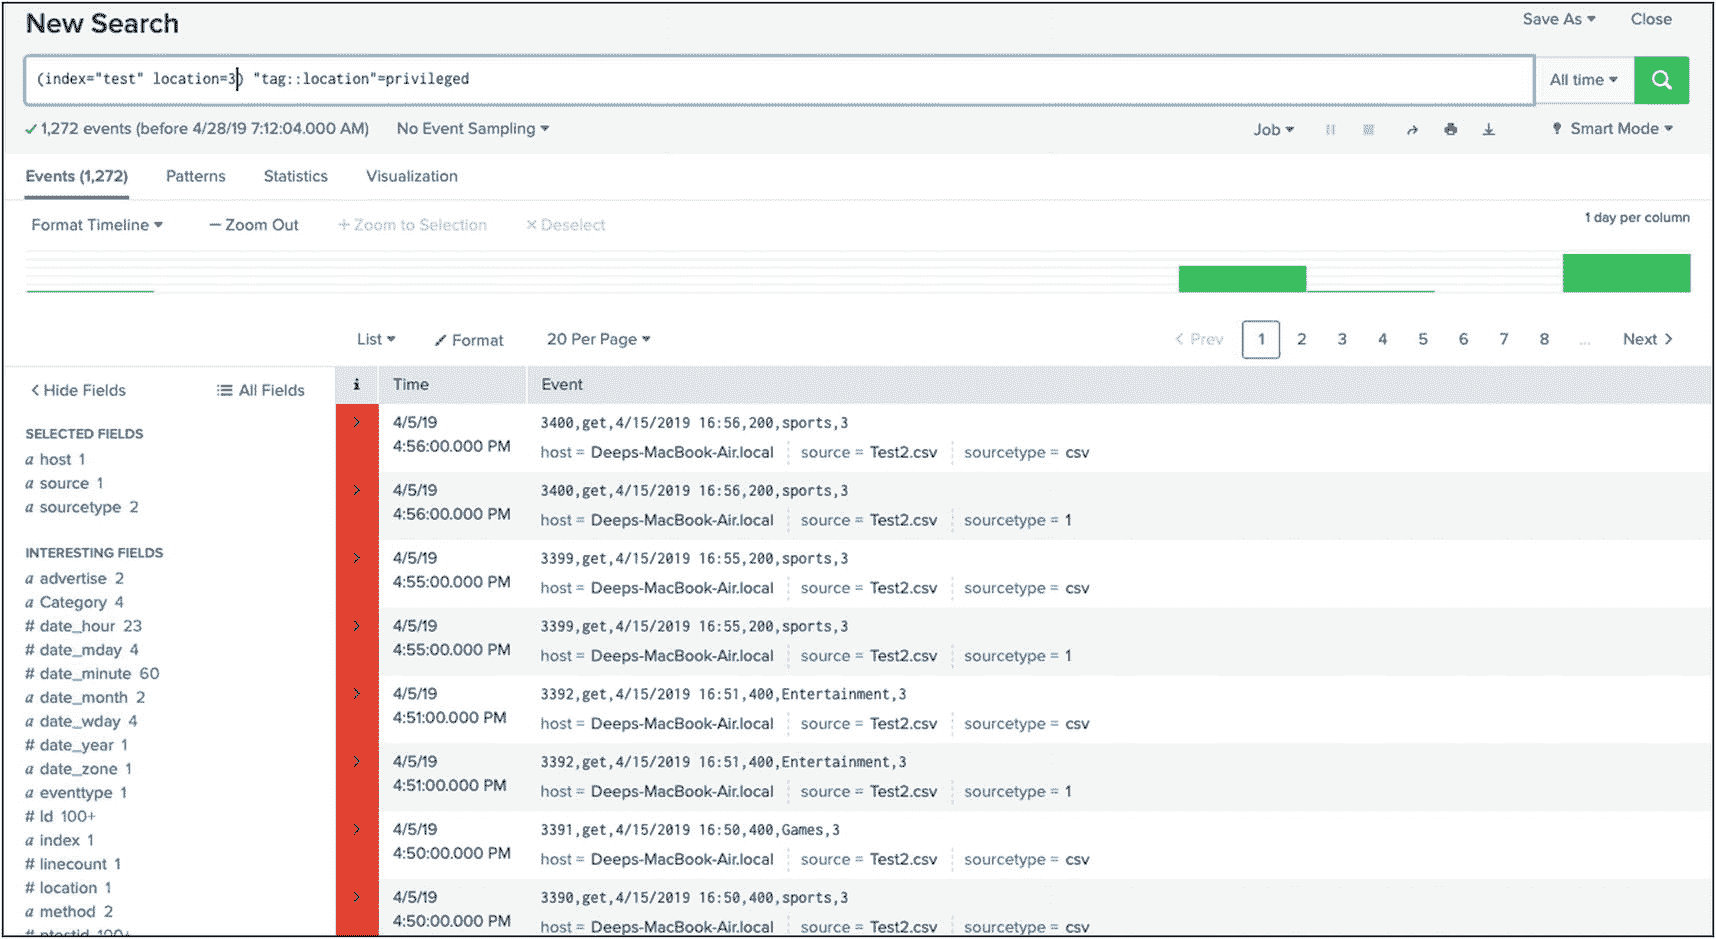 New Search
Save As Close
(index="test" location=3) "tag::location"=privileged
All time
1,272 events (before 4/28/19 7:12:04.000 AM) No Event Sampling
Job Smart Mode
Events (1,272) Patterns Statistics Visualization
Format Timeline — Zoom Out + Zoom to Selection × Deselect
1 day per column
List Format 20 Per Page
< Prev 1 2 3 4 5 6 7 8 ... Next >
< Hide Fields All Fields
SELECTED FIELDS
a host 1
a source 1
a sourcetype 2
INTERESTING FIELDS
a advertise 2
a Category 4
# date_hour 23
# date_mday 4
# date_minute 60
a date_month 2
a date_wday 4
# date_year 1
a date_zone 1
a eventtype 1
# Id 100+
a index 1
# linecount 1
# location 1
a method 2
i Time Event
> 4/5/19 3400,get,4/15/2019 16:56,200,sports,3
4:56:00.000 PM host = Deeps-MacBook-Air.local source = Test2.csv sourcetype = csv
> 4/5/19 3400,get,4/15/2019 16:56,200,sports,3
4:56:00.000 PM host = Deeps-MacBook-Air.local source = Test2.csv sourcetype = 1
> 4/5/19 3399,get,4/15/2019 16:55,200,sports,3
4:55:00.000 PM host = Deeps-MacBook-Air.local source = Test2.csv sourcetype = csv
> 4/5/19 3399,get,4/15/2019 16:55,200,sports,3
4:55:00.000 PM host = Deeps-MacBook-Air.local source = Test2.csv sourcetype = 1
> 4/5/19 3392,get,4/15/2019 16:51,400,Entertainment,3
4:51:00.000 PM host = Deeps-MacBook-Air.local source = Test2.csv sourcetype = csv
> 4/5/19 3392,get,4/15/2019 16:51,400,Entertainment,3
4:51:00.000 PM host = Deeps-MacBook-Air.local source = Test2.csv sourcetype = 1
> 4/5/19 3391,get,4/15/2019 16:50,400,Games,3
4:50:00.000 PM host = Deeps-MacBook-Air.local source = Test2.csv sourcetype = csv
> 4/5/19 3390,get,4/15/2019 16:50,400,sports,3
4:50:00.000 PM host = Deeps-MacBook-Air.local source = Test2.csv sourcetype = csv